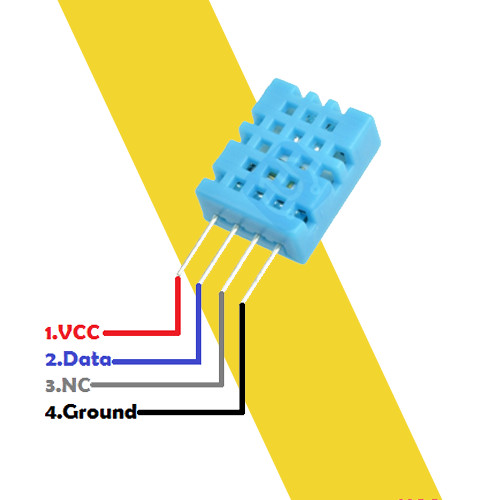 1.VCC
2.Data
3.NC
4.Ground